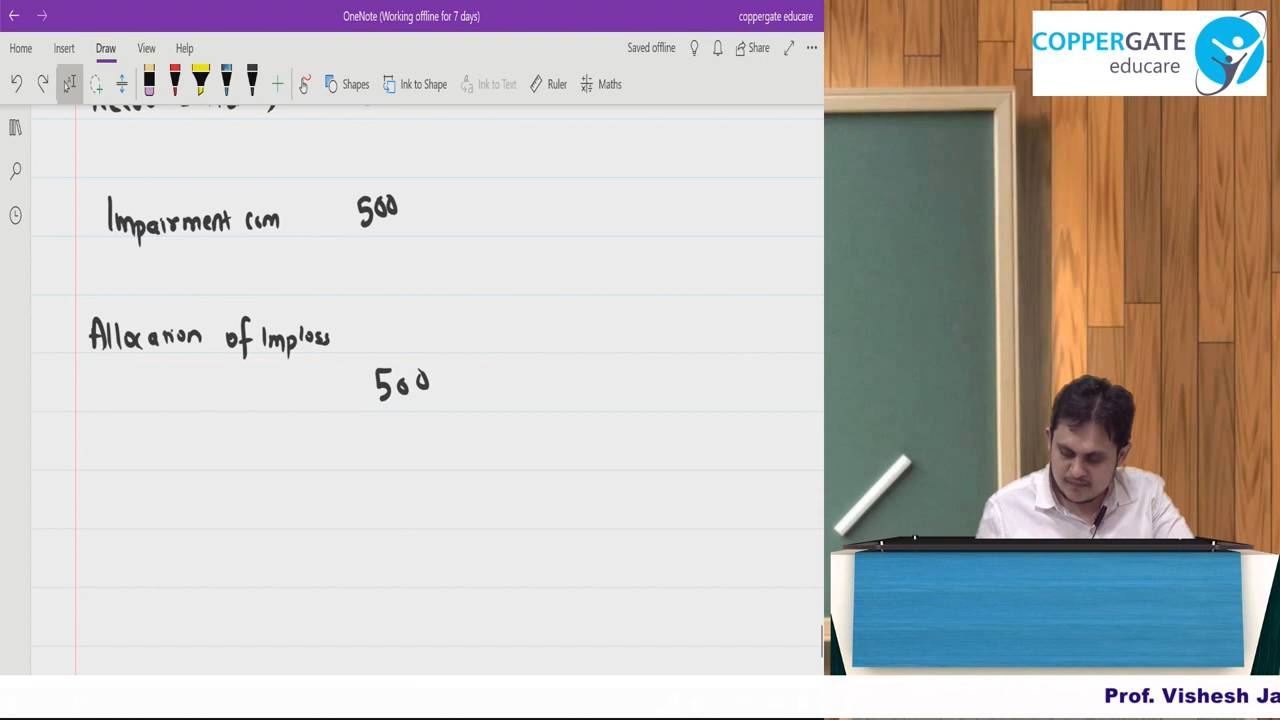 OneNote (Working offline for 7 days)
coppergate educare
Home Insert Draw View Help
Saved offline Share
Shapes Ink to Shape Ink to Text Ruler Maths
COPPERGATE
educare
Impairment com 500
Allocation of Imploss
500
Prof. Vishesh Ja